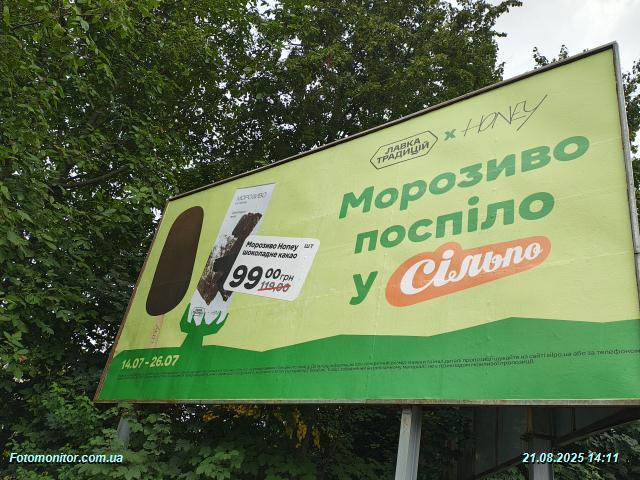 ЛАВКА
ТРАДИЦІЙ
x HONEY
Морозиво
поспіло
у Сільпо
МОРОЗИВО
Морозиво Honey шт
шоколадне какао
99 00 грн
119.00
14.07 - 26.07
Fotomonitor.com.ua
21.08.2025 14:11